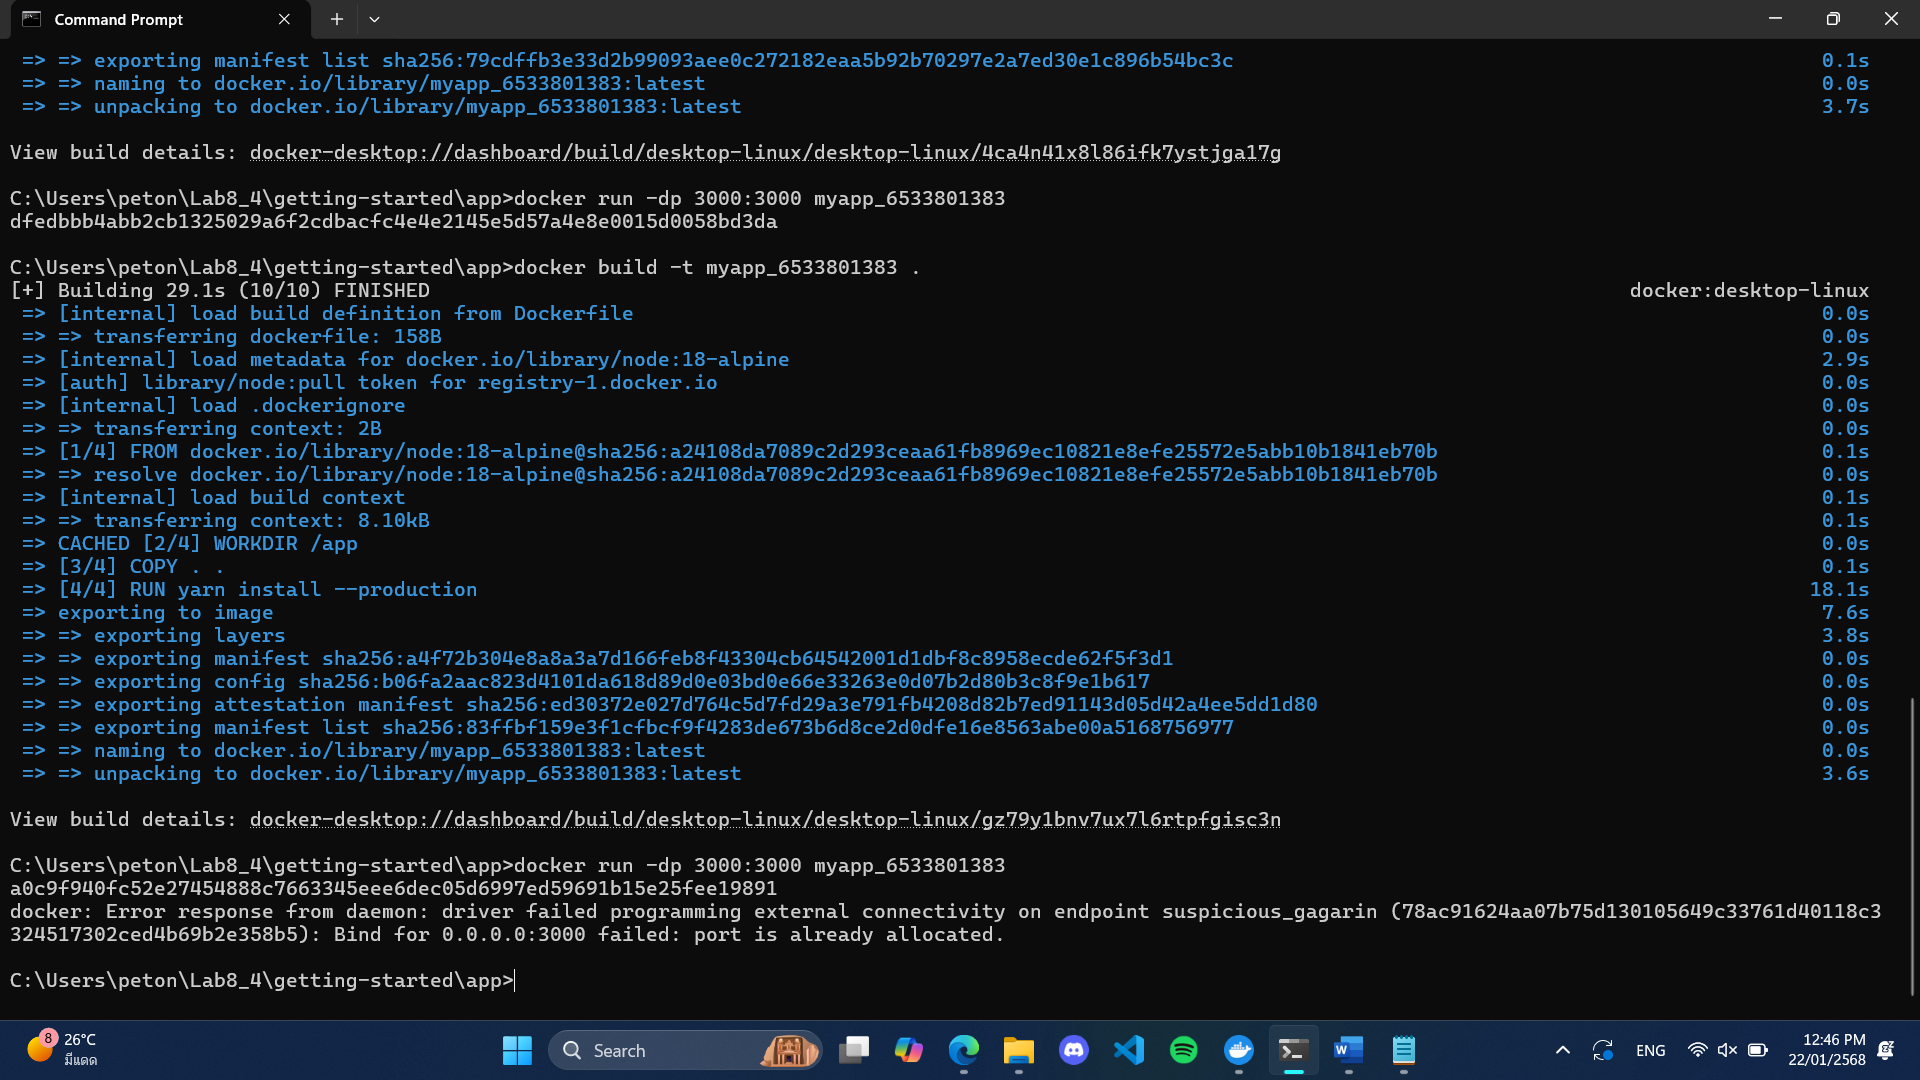 Command Prompt
=> => exporting manifest list sha256:79cdffb3e33d2b99093aee0c272182eaa5b92b70297e2a7ed30e1c896b54bc3c 0.1s
=> => naming to docker.io/library/myapp_6533801383:latest 0.0s
=> => unpacking to docker.io/library/myapp_6533801383:latest 3.7s
View build details: docker-desktop://dashboard/build/desktop-linux/desktop-linux/4ca4n41x8l86ifk7ystjga17g
C:\Users\peton\Lab8_4\getting-started\app>docker run -dp 3000:3000 myapp_6533801383
dfedbbb4abb2cb1325029a6f2cdbacfc4e4e2145e5d57a4e8e0015d0058bd3da
C:\Users\peton\Lab8_4\getting-started\app>docker build -t myapp_6533801383 .
[+] Building 29.1s (10/10) FINISHED docker:desktop-linux
=> [internal] load build definition from Dockerfile 0.0s
=> => transferring dockerfile: 158B 0.0s
=> [internal] load metadata for docker.io/library/node:18-alpine 2.9s
=> [auth] library/node:pull token for registry-1.docker.io 0.0s
=> [internal] load .dockerignore 0.0s
=> => transferring context: 2B 0.0s
=> [1/4] FROM docker.io/library/node:18-alpine@sha256:a24108da7089c2d293ceaa61fb8969ec10821e8efe25572e5abb10b1841eb70b 0.1s
=> => resolve docker.io/library/node:18-alpine@sha256:a24108da7089c2d293ceaa61fb8969ec10821e8efe25572e5abb10b1841eb70b 0.0s
=> [internal] load build context 0.1s
=> => transferring context: 8.10kB 0.1s
=> CACHED [2/4] WORKDIR /app 0.0s
=> [3/4] COPY . . 0.1s
=> [4/4] RUN yarn install --production 18.1s
=> exporting to image 7.6s
=> => exporting layers 3.8s
=> => exporting manifest sha256:a4f72b304e8a8a3a7d166feb8f43304cb64542001d1dbf8c8958ecde62f5f3d1 0.0s
=> => exporting config sha256:b06fa2aac823d4101da618d89d0e03bd0e66e33263e0d07b2d80b3c8f9e1b617 0.0s
=> => exporting attestation manifest sha256:ed30372e027d764c5d7fd29a3e791fb4208d82b7ed91143d05d42a4ee5dd1d80 0.0s
=> => exporting manifest list sha256:83ffbf159e3f1cfbcf9f4283de673b6d8ce2d0dfe16e8563abe00a5168756977 0.0s
=> => naming to docker.io/library/myapp_6533801383:latest 0.0s
=> => unpacking to docker.io/library/myapp_6533801383:latest 3.6s
View build details: docker-desktop://dashboard/build/desktop-linux/desktop-linux/gz79y1bnv7ux7l6rtpfgisc3n
C:\Users\peton\Lab8_4\getting-started\app>docker run -dp 3000:3000 myapp_6533801383
a0c9f940fc52e27454888c7663345eee6dec05d6997ed59691b15e25fee19891
docker: Error response from daemon: driver failed programming external connectivity on endpoint suspicious_gagarin (78ac91624aa07b75d130105649c33761d40118c3
324517302ced4b69b2e358b5): Bind for 0.0.0.0:3000 failed: port is already allocated.
C:\Users\peton\Lab8_4\getting-started\app>
8
26°C
มีแดด
Search
ENG
12:46 PM
22/01/2568